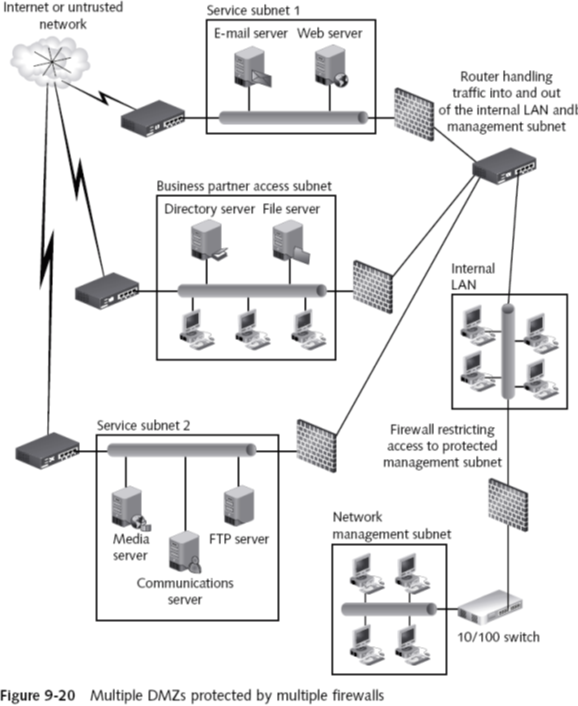 Internet or untrusted
network
Service subnet 1
E-mail server Web server
Router handling
traffic into and out
of the internal LAN and
management subnet
Business partner access subnet
Directory server File server
Internal
LAN
Service subnet 2
Firewall restricting
access to protected
management subnet
Media
server
FTP server
Communications
server
Network
management subnet
10/100 switch
Figure 9-20 Multiple DMZs protected by multiple firewalls